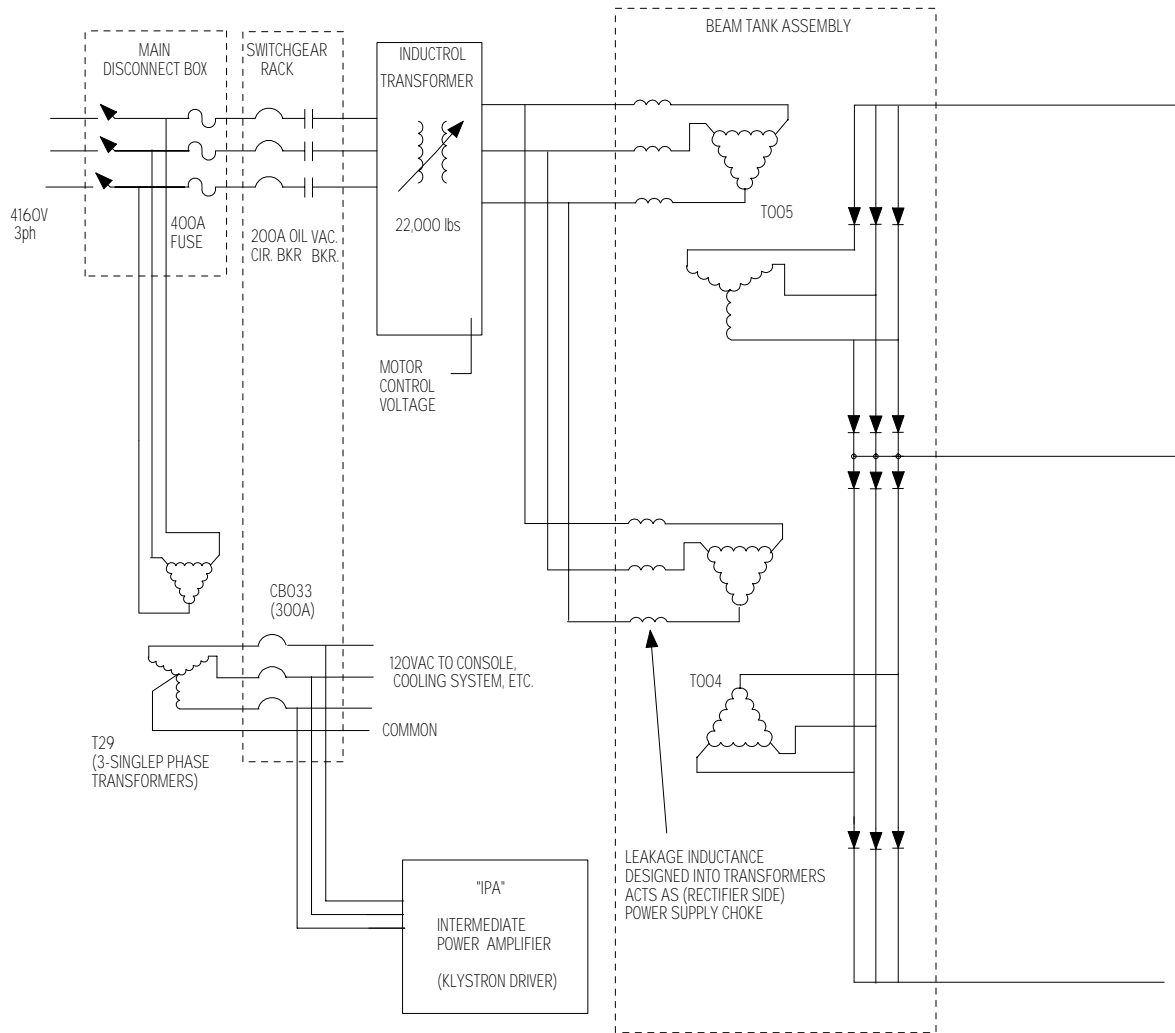 BEAM TANK ASSEMBLY
MAIN
DISCONNECT BOX
SWITCHGEAR
RACK
INDUCTROL
TRANSFORMER
4160V
3ph
400A
FUSE
200A OIL VAC.
CIR. BKR BKR.
22,000 lbs
T005
MOTOR
CONTROL
VOLTAGE
CB033
(300A)
120VAC TO CONSOLE,
COOLING SYSTEM, ETC.
COMMON
T004
T29
(3-SINGLEP PHASE
TRANSFORMERS)
LEAKAGE INDUCTANCE
DESIGNED INTO TRANSFORMERS
ACTS AS (RECTIFIER SIDE)
POWER SUPPLY CHOKE
"IPA"
INTERMEDIATE
POWER AMPLIFIER
(KLYSTRON DRIVER)